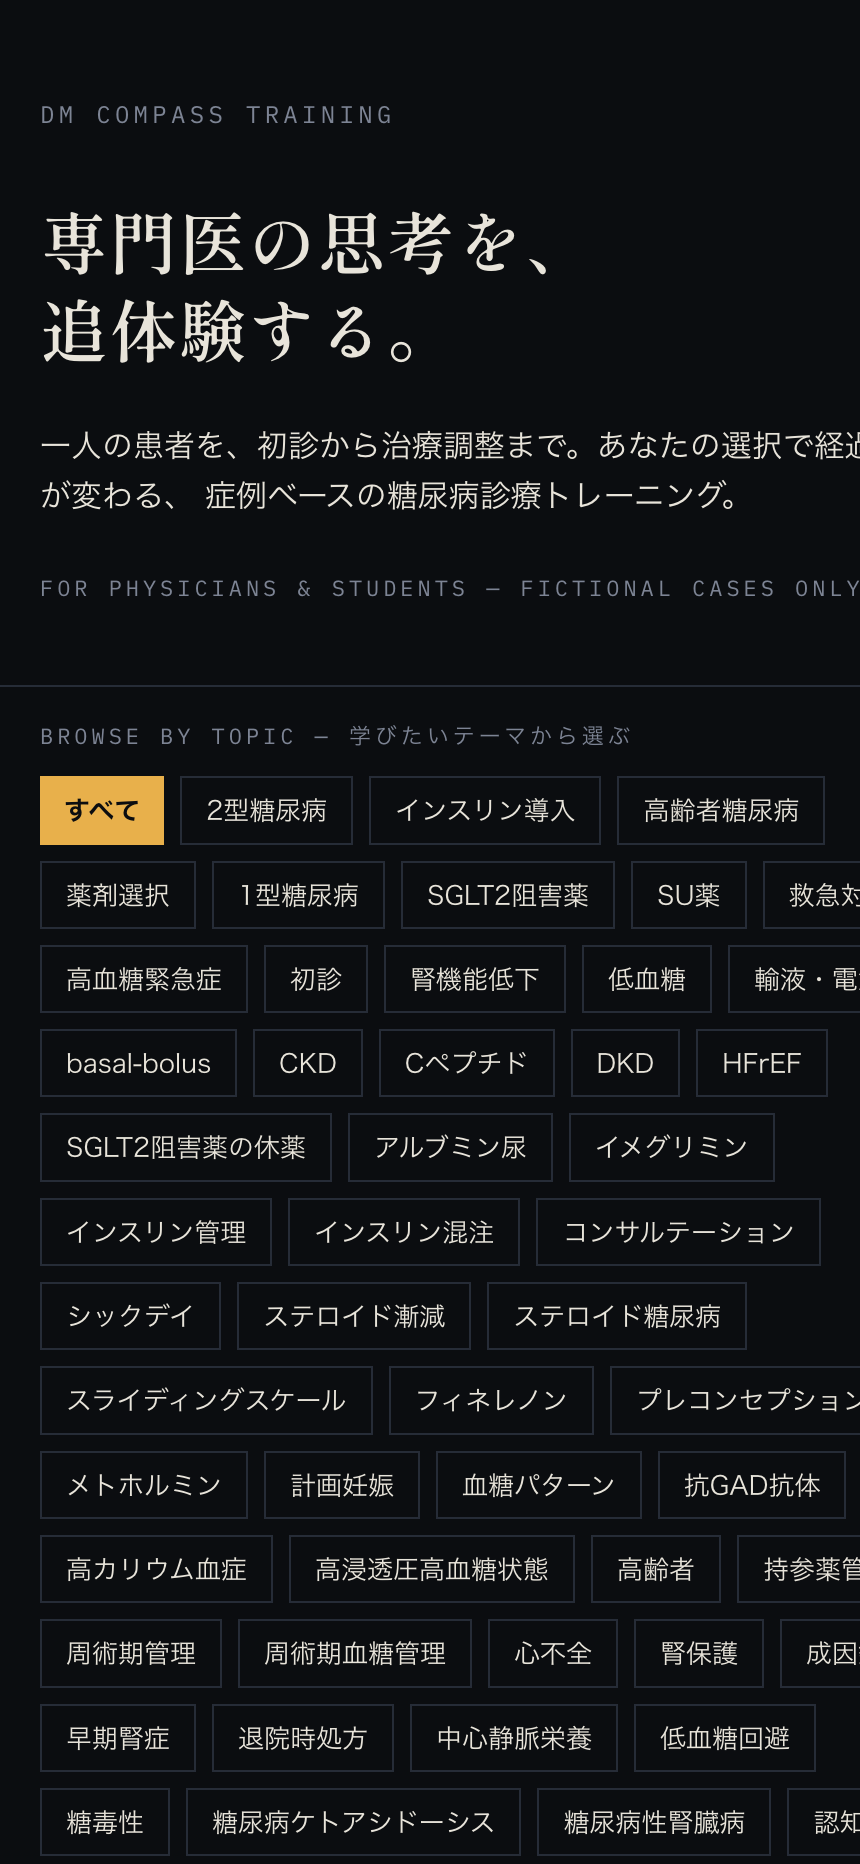 DM COMPASS TRAINING
専門医の思考を、
追体験する。
一人の患者を、初診から治療調整まで。あなたの選択で経過
が変わる、 症例ベースの糖尿病診療トレーニング。
FOR PHYSICIANS & STUDENTS — FICTIONAL CASES ONLY
BROWSE BY TOPIC — 学びたいテーマから選ぶ
すべて 2型糖尿病 インスリン導入 高齢者糖尿病
薬剤選択 1型糖尿病 SGLT2阻害薬 SU薬 救急対
高血糖緊急症 初診 腎機能低下 低血糖 輸液・電
basal-bolus CKD Cペプチド DKD HFrEF
SGLT2阻害薬の休薬 アルブミン尿 イメグリミン
インスリン管理 インスリン混注 コンサルテーション
シックデイ ステロイド漸減 ステロイド糖尿病
スライディングスケール フィネレノン プレコンセプション
メトホルミン 計画妊娠 血糖パターン 抗GAD抗体
高カリウム血症 高浸透圧高血糖状態 高齢者 持参薬管
周術期管理 周術期血糖管理 心不全 腎保護 成因
早期腎症 退院時処方 中心静脈栄養 低血糖回避
糖毒性 糖尿病ケトアシドーシス 糖尿病性腎臓病 認知